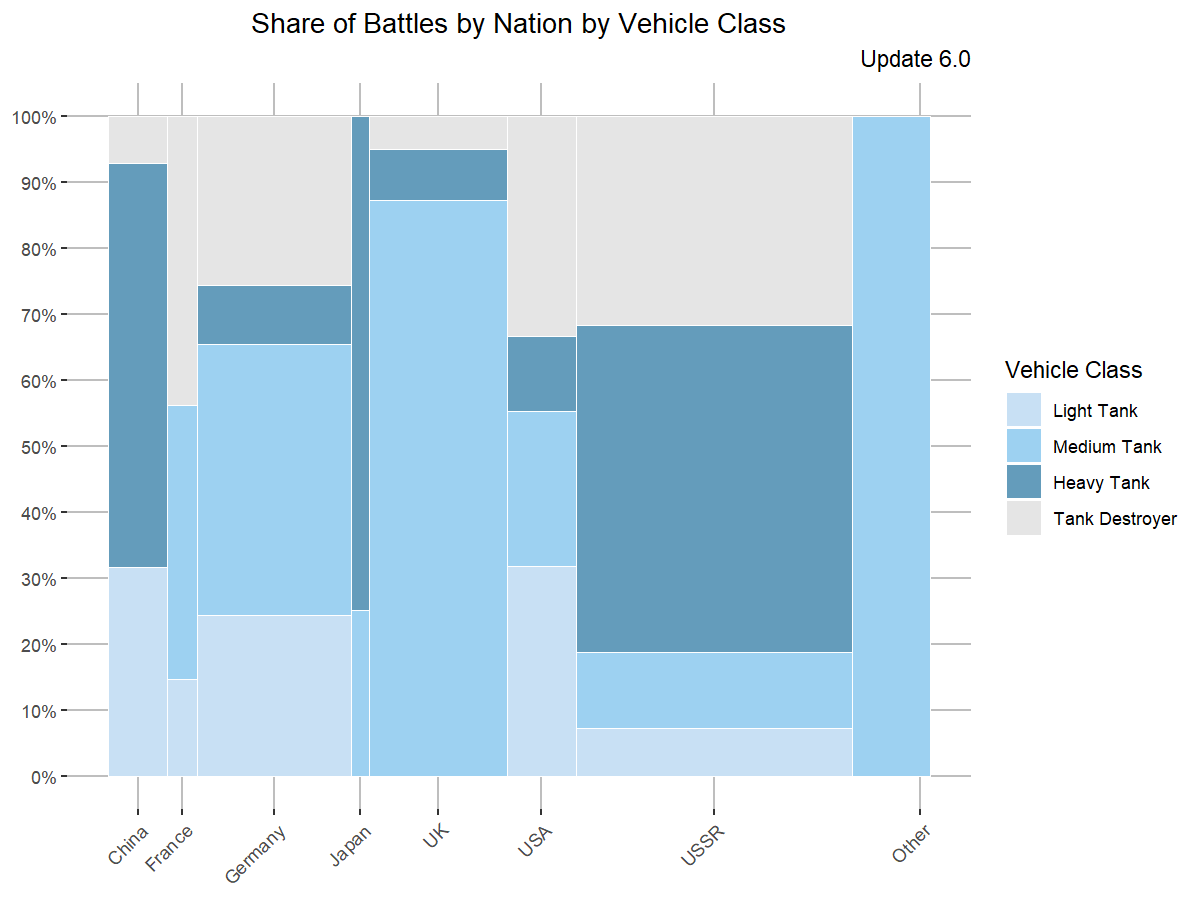 Share of Battles by Nation by Vehicle Class
Update 6.0
100%
90%
80%
70%
60%
50%
40%
30%
20%
10%
0%
China
France
Germany
Japan
UK
USA
USSR
Other
Vehicle Class
Light Tank
Medium Tank
Heavy Tank
Tank Destroyer